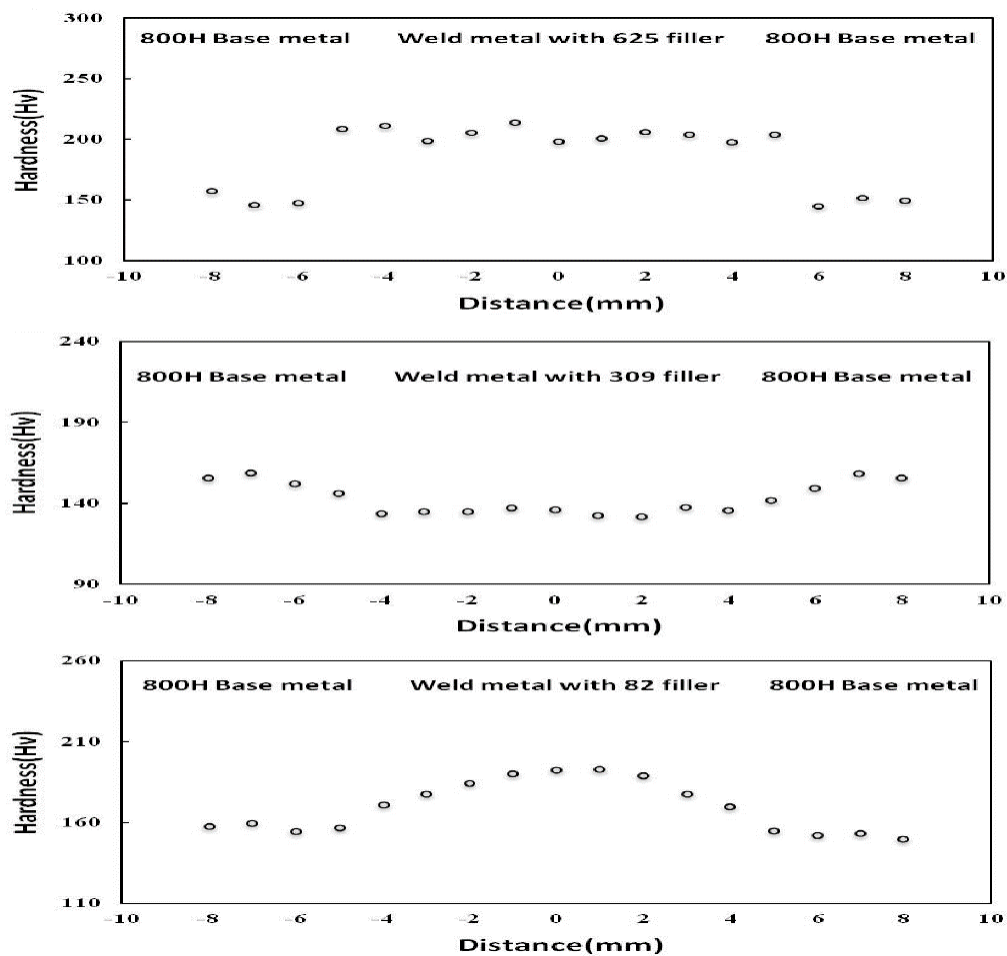 300
800H Base metal Weld metal with 625 filler 800H Base metal
250
200
150
100
Hardness(Hv)
-10 -8 -6 -4 -2 0 2 4 6 8 10
Distance(mm)
240
800H Base metal Weld metal with 309 filler 800H Base metal
190
140
90
Hardness(Hv)
-10 -8 -6 -4 -2 0 2 4 6 8 10
Distance(mm)
260
800H Base metal Weld metal with 82 filler 800H Base metal
210
160
110
Hardness(Hv)
-10 -8 -6 -4 -2 0 2 4 6 8 10
Distance(mm)